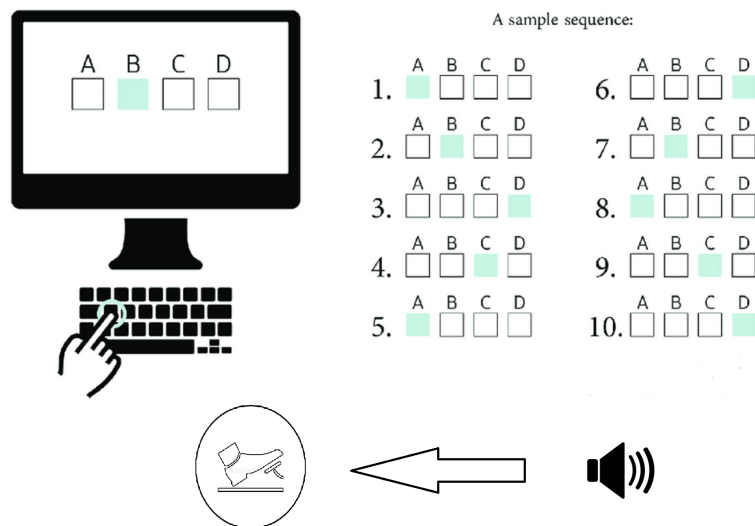 A sample sequence:
A B C D
A B C D
1.
A B C D
2.
A B C D
3.
A B C D
4.
A B C D
5.
A B C D
6.
A B C D
7.
A B C D
8.
A B C D
9.
A B C D
10.